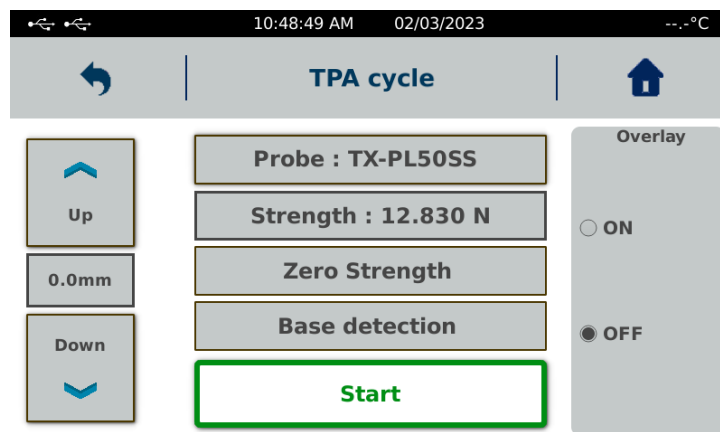 10:48:49 AM 02/03/2023 --.-°C
TPA cycle
Up
0.0mm
Down
Probe : TX-PL50SS
Strength : 12.830 N
Zero Strength
Base detection
Start
Overlay
ON
OFF